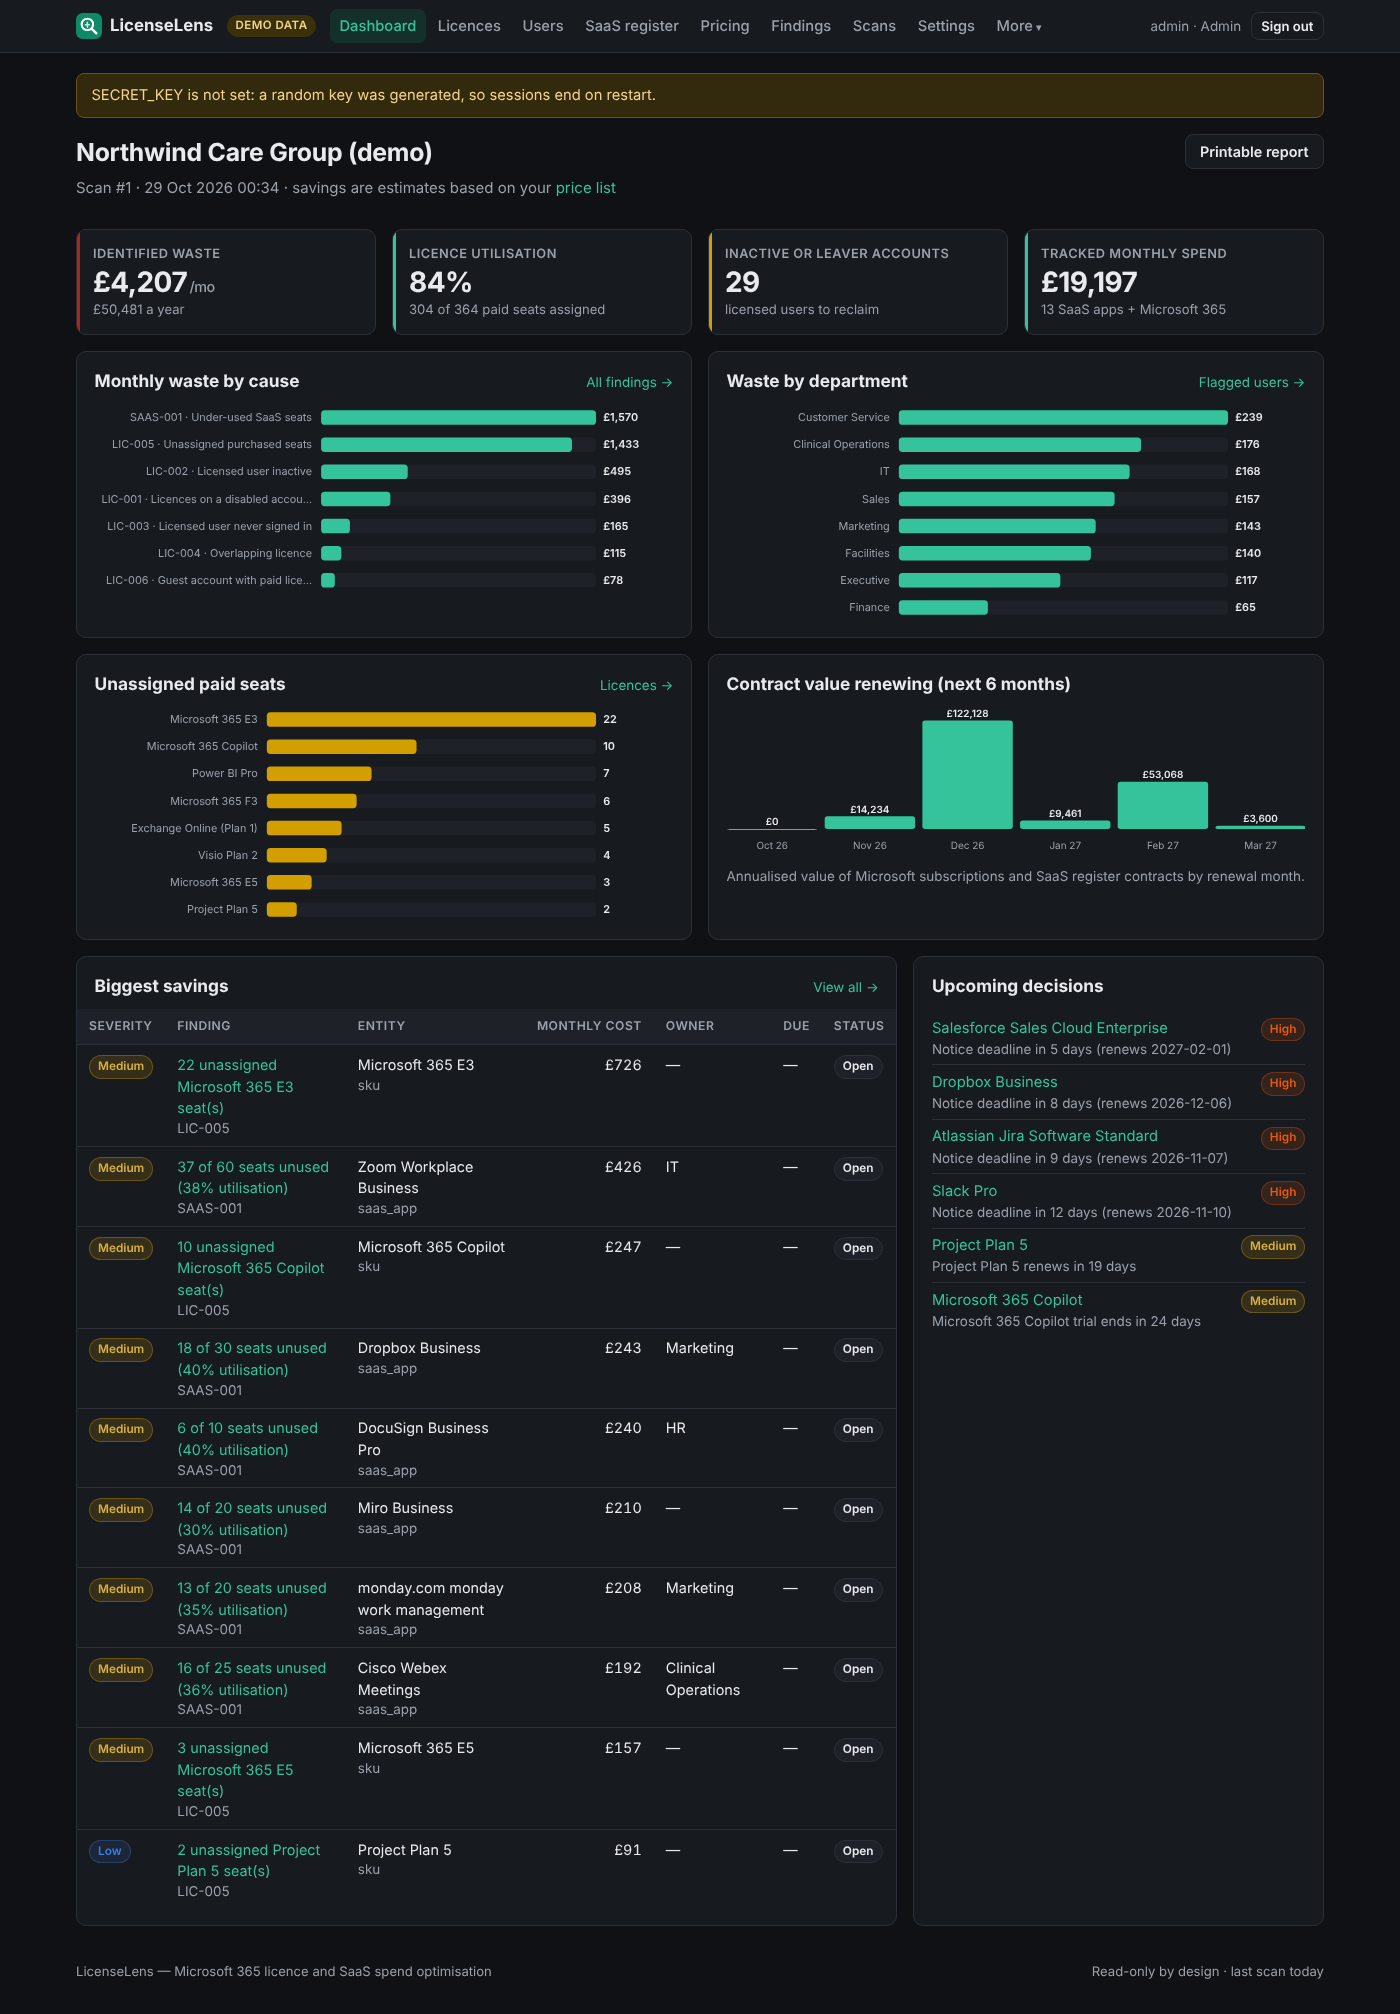 LicenseLens DEMO DATA Dashboard Licences Users SaaS register Pricing Findings Scans Settings More ▾ admin · Admin Sign out
SECRET_KEY is not set: a random key was generated, so sessions end on restart.
Northwind Care Group (demo)
Printable report
Scan #1 · 29 Oct 2026 00:34 · savings are estimates based on your price list
IDENTIFIED WASTE
£4,207 /mo
£50,481 a year
LICENCE UTILISATION
84%
304 of 364 paid seats assigned
INACTIVE OR LEAVER ACCOUNTS
29
licensed users to reclaim
TRACKED MONTHLY SPEND
£19,197
13 SaaS apps + Microsoft 365
Monthly waste by cause
All findings →
SAAS-001 · Under-used SaaS seats £1,570
LIC-005 · Unassigned purchased seats £1,433
LIC-002 · Licensed user inactive £495
LIC-001 · Licences on a disabled accou... £396
LIC-003 · Licensed user never signed in £165
LIC-004 · Overlapping licence £115
LIC-006 · Guest account with paid lice... £78
Waste by department
Flagged users →
Customer Service £239
Clinical Operations £176
IT £168
Sales £157
Marketing £143
Facilities £140
Executive £117
Finance £65
Unassigned paid seats
Licences →
Microsoft 365 E3 22
Microsoft 365 Copilot 10
Power BI Pro 7
Microsoft 365 F3 6
Exchange Online (Plan 1) 5
Visio Plan 2 4
Microsoft 365 E5 3
Project Plan 5 2
Contract value renewing (next 6 months)
£0 £14,234 £122,128 £9,461 £53,068 £3,600
Oct 26 Nov 26 Dec 26 Jan 27 Feb 27 Mar 27
Annualised value of Microsoft subscriptions and SaaS register contracts by renewal month.
Biggest savings
View all →
SEVERITY FINDING ENTITY MONTHLY COST OWNER DUE STATUS
Medium 22 unassigned Microsoft 365 E3 £726 — — Open
Microsoft 365 E3 sku
seat(s)
LIC-005
Medium 37 of 60 seats unused Zoom Workplace £426 IT — Open
(38% utilisation) Business
SAAS-001 saas_app
Medium 10 unassigned Microsoft 365 Copilot £247 — — Open
Microsoft 365 Copilot sku
seat(s)
LIC-005
Medium 18 of 30 seats unused Dropbox Business £243 Marketing — Open
(40% utilisation) saas_app
SAAS-001
Medium 6 of 10 seats unused DocuSign Business £240 HR — Open
(40% utilisation) Pro
SAAS-001 saas_app
Medium 14 of 20 seats unused Miro Business £210 — — Open
(30% utilisation) saas_app
SAAS-001
Medium 13 of 20 seats unused monday.com monday £208 Marketing — Open
(35% utilisation) work management
SAAS-001 saas_app
Medium 16 of 25 seats unused Cisco Webex £192 Clinical — Open
(36% utilisation) Meetings Operations
SAAS-001 saas_app
Medium 3 unassigned Microsoft 365 E5 £157 — — Open
Microsoft 365 E5 sku
seat(s)
LIC-005
Low 2 unassigned Project Project Plan 5 £91 — — Open
Plan 5 seat(s) sku
LIC-005
Upcoming decisions
Salesforce Sales Cloud Enterprise High
Notice deadline in 5 days (renews 2027-02-01)
Dropbox Business High
Notice deadline in 8 days (renews 2026-12-06)
Atlassian Jira Software Standard High
Notice deadline in 9 days (renews 2026-11-07)
Slack Pro High
Notice deadline in 12 days (renews 2026-11-10)
Project Plan 5 Medium
Project Plan 5 renews in 19 days
Microsoft 365 Copilot Medium
Microsoft 365 Copilot trial ends in 24 days
LicenseLens — Microsoft 365 licence and SaaS spend optimisation
Read-only by design · last scan today